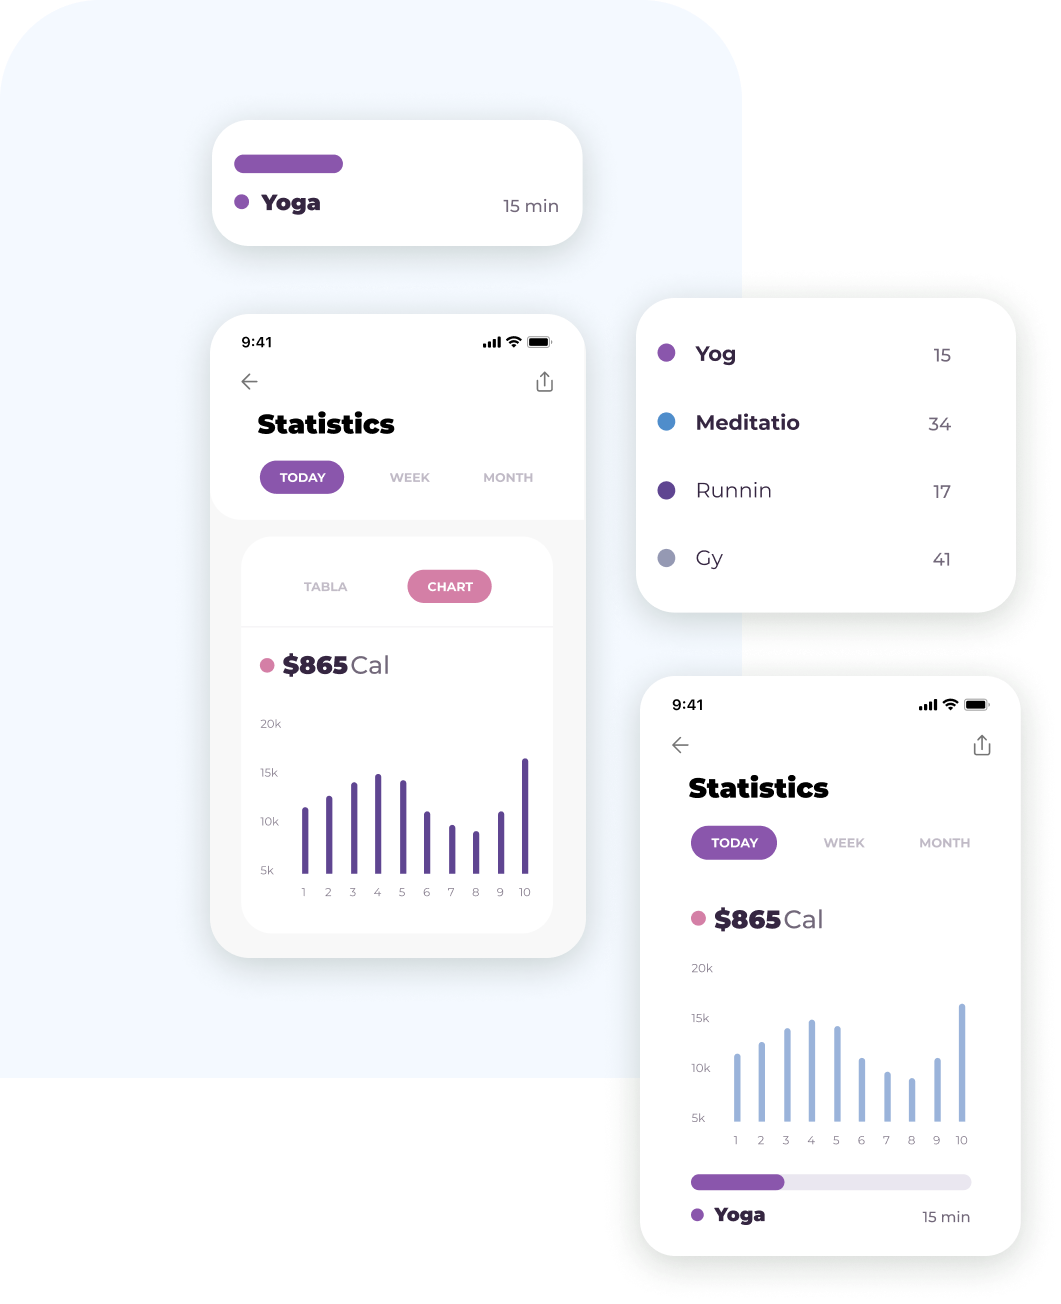 Yoga 15 min
9:41
Statistics
TODAY WEEK MONTH
TABLA CHART
$865 Cal
20k
15k
10k
5k
1 2 3 4 5 6 7 8 9 10
Yog 15
Meditatio 34
Runnin 17
Gy 41
9:41
Statistics
TODAY WEEK MONTH
$865 Cal
20k
15k
10k
5k
1 2 3 4 5 6 7 8 9 10
Yoga 15 min